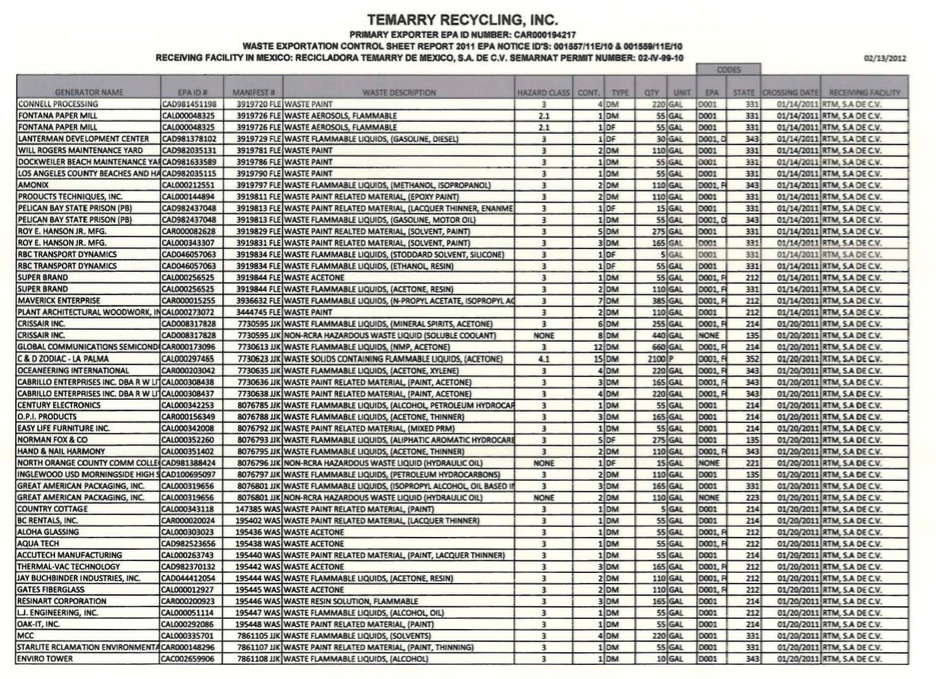 TEMARRY RECYCLING, INC.
PRIMARY EXPORTER EPA ID NUMBER: CAR000194217
WASTE EXPORTATION CONTROL SHEET REPORT 2011 EPA NOTICE ID'S: 001557/11E/10 & 001559/11E/10
RECEIVING FACILITY IN MEXICO: RECICLADORA TEMARRY DE MEXICO, S.A. DE C.V. SEMARNAT PERMIT NUMBER: 02-IV-99-10 02/13/2012
CODES
GENERATOR NAME EPA ID # MANIFEST # WASTE DESCRIPTION HAZARD CLASS CONT. TYPE QTY UNIT EPA STATE CROSSING DATE RECEIVING FACILITY
CONNELL PROCESSING CAD981451198 3919720 FLE WASTE PAINT 3 4 DM 220 GAL D001 331 01/14/2011 RTM, S.A DE C.V.
FONTANA PAPER MILL CAL000048325 3919726 FLE WASTE AEROSOLS, FLAMMABLE 2.1 1 DM 55 GAL D001 331 01/14/2011 RTM, S.A DE C.V.
FONTANA PAPER MILL CAL000048325 3919726 FLE WASTE AEROSOLS, FLAMMABLE 2.1 1 DF 55 GAL D001 331 01/14/2011 RTM, S.A DE C.V.
LANTERMAN DEVELOPMENT CENTER CAD981378102 3919729 FLE WASTE FLAMMABLE LIQUIDS, (GASOLINE, DIESEL) 3 1 DF 30 GAL D001, D 343 01/14/2011 RTM, S.A DE C.V.
WILL ROGERS MAINTENANCE YARD CAD982035131 3919781 FLE WASTE PAINT 3 2 DM 110 GAL D001 331 01/14/2011 RTM, S.A DE C.V.
DOCKWEILER BEACH MAINTENANCE YA CAD981633589 3919786 FLE WASTE PAINT 3 1 DM 55 GAL D001 331 01/14/2011 RTM, S.A DE C.V.
LOS ANGELES COUNTY BEACHES AND HA CAD982035115 3919790 FLE WASTE PAINT 3 1 DM 55 GAL D001 331 01/14/2011 RTM, S.A DE C.V.
AMONIX CAL000212551 3919797 FLE WASTE FLAMMABLE LIQUIDS, (METHANOL, ISOPROPANOL) 3 2 DM 110 GAL D001, F 343 01/14/2011 RTM, S.A DE C.V.
PRODUCTS TECHNIQUES, INC. CAL000144894 3919811 FLE WASTE PAINT RELATED MATERIAL, (EPOXY PAINT) 3 2 DM 110 GAL D001 331 01/14/2011 RTM, S.A DE C.V.
PELICAN BAY STATE PRISON (PB) CAD982437048 3919813 FLE WASTE PAINT RELATED MATERIAL, (LACQUER THINNER, ENANME 3 1 DF 15 GAL D001 331 01/14/2011 RTM, S.A DE C.V.
PELICAN BAY STATE PRISON (PB) CAD982437048 3919813 FLE WASTE FLAMMABLE LIQUIDS, (GASOLINE, MOTOR OIL) 3 1 DM 55 GAL D001, D 343 01/14/2011 RTM, S.A DE C.V.
ROY E. HANSON JR. MFG. CAR000082628 3919829 FLE WASTE PAINT REALTED MATERIAL, (SOLVENT, PAINT) 3 5 DM 275 GAL D001 331 01/14/2011 RTM, S.A DE C.V.
ROY E. HANSON JR. MFG. CAL000343307 3919831 FLE WASTE PAINT RELATED MATERIAL, (SOLVENT, PAINT) 3 3 DM 165 GAL D001 331 01/14/2011 RTM, S.A DE C.V.
RBC TRANSPORT DYNAMICS CAD046057063 3919834 FLE WASTE FLAMMABLE LIQUIDS, (STODDARD SOLVENT, SILICONE) 3 1 DF 5 GAL D001 331 01/14/2011 RTM, S.A DE C.V.
RBC TRANSPORT DYNAMICS CAD046057063 3919834 FLE WASTE FLAMMABLE LIQUIDS, (ETHANOL, RESIN) 3 1 DF 55 GAL D001 331 01/14/2011 RTM, S.A DE C.V.
SUPER BRAND CAL000256525 3919844 FLE WASTE ACETONE 3 1 DM 55 GAL D001, F 212 01/14/2011 RTM, S.A DE C.V.
SUPER BRAND CAL000256525 3919844 FLE WASTE FLAMMABLE LIQUIDS, (ACETONE, RESIN) 3 2 DM 110 GAL D001, F 331 01/14/2011 RTM, S.A DE C.V.
MAVERICK ENTERPRISE CAR000015255 3936632 FLE WASTE FLAMMABLE LIQUIDS, (N-PROPYL ACETATE, ISOPROPYL AC 3 7 DM 385 GAL D001, F 212 01/14/2011 RTM, S.A DE C.V.
PLANT ARCHITECTURAL WOODWORK, IN CAL000273072 3444745 FLE WASTE PAINT 3 2 DM 110 GAL D001 212 01/14/2011 RTM, S.A DE C.V.
CRISSAIR INC. CAD008317828 7730595 JJK WASTE FLAMMABLE LIQUIDS, (MINERAL SPIRITS, ACETONE) 3 6 DM 255 GAL D001, F 214 01/14/2011 RTM, S.A DE C.V.
CRISSAIR INC. CAD008317828 7730595 JJK NON-RCRA HAZARDOUS WASTE LIQUID (SOLUBLE COOLANT) NONE 8 DM 440 GAL NONE 135 01/20/2011 RTM, S.A DE C.V.
GLOBAL COMMUNICATIONS SEMICOND CAR000173096 7730613 JJK WASTE FLAMMABLE LIQUIDS, (NMP, ACETONE) 3 12 DM 660 GAL D001, F 214 01/20/2011 RTM, S.A DE C.V.
C & D ZODIAC - LA PALMA CAL000297465 7730623 JJK WASTE SOLIDS CONTAINING FLAMMABLE LIQUIDS, (ACETONE) 4.1 15 DM 2100 P D001, F 352 01/20/2011 RTM, S.A DE C.V.
OCEANEERING INTERNATIONAL CAR000203042 7730635 JJK WASTE FLAMMABLE LIQUIDS, (ACETONE, XYLENE) 3 4 DM 220 GAL D001, F 343 01/20/2011 RTM, S.A DE C.V.
CABRILLO ENTERPRISES INC. DBA R W LI CAL000308438 7730636 JJK WASTE PAINT RELATED MATERIAL, (PAINT, ACETONE) 3 3 DM 165 GAL D001, F 343 01/20/2011 RTM, S.A DE C.V.
CABRILLO ENTERPRISES INC. DBA R W LI CAL000308437 7730638 JJK WASTE PAINT RELATED MATERIAL, (PAINT, ACETONE) 3 4 DM 220 GAL D001, F 343 01/20/2011 RTM, S.A DE C.V.
CENTURY ELECTRONICS CAL000342253 8076785 JJK WASTE FLAMMABLE LIQUIDS, (ALCOHOL, PETROLEUM HYDROCAR 3 1 DM 55 GAL D001 214 01/20/2011 RTM, S.A DE C.V.
O.P.I. PRODUCTS CAR000156349 8076788 JJK WASTE FLAMMABLE LIQUIDS, (ACETONE, THINNER) 3 3 DM 165 GAL D001, F 214 01/20/2011 RTM, S.A DE C.V.
EASY LIFE FURNITURE INC. CAL000342008 8076792 JJK WASTE PAINT RELATED MATERIAL, (MIXED PRM) 3 1 DM 55 GAL D001 214 01/20/2011 RTM, S.A DE C.V.
NORMAN FOX & CO CAL000352260 8076793 JJK WASTE FLAMMABLE LIQUIDS, (ALIPHATIC AROMATIC HYDROCARE 3 5 DF 275 GAL D001 135 01/20/2011 RTM, S.A DE C.V.
HAND & NAIL HARMONY CAL000351402 8076795 JJK WASTE FLAMMABLE LIQUIDS, (ACETONE, THINNER) 3 2 DM 110 GAL D001, F 343 01/20/2011 RTM, S.A DE C.V.
NORTH ORANGE COUNTY COMM COLLE CAD981388424 8076796 JJK NON-RCRA HAZARDOUS WASTE LIQUID (HYDRAULIC OIL) NONE 1 DF 15 GAL NONE 221 01/20/2011 RTM, S.A DE C.V.
INGLEWOOD USD MORNINGSIDE HIGH S CAD100695097 8076797 JJK WASTE FLAMMABLE LIQUIDS, (PETROLEUM HYDROCARBONS) 3 2 DM 110 GAL D001 135 01/20/2011 RTM, S.A DE C.V.
GREAT AMERICAN PACKAGING, INC. CAL000319656 8076801 JJK WASTE FLAMMABLE LIQUIDS, (ISOPROPYL ALCOHOL, OIL BASED I 3 3 DM 165 GAL D001 343 01/20/2011 RTM, S.A DE C.V.
GREAT AMERICAN PACKAGING, INC. CAL000319656 8076801 JJK NON-RCRA HAZARDOUS WASTE LIQUID (HYDRAULIC OIL) NONE 2 DM 110 GAL NONE 223 01/20/2011 RTM, S.A DE C.V.
COUNTRY COTTAGE CAL000343118 147385 WAS WASTE PAINT RELATED MATERIAL, (PAINT) 3 1 DM 5 GAL D001 214 01/20/2011 RTM, S.A DE C.V.
BC RENTALS, INC. CAR000020024 195402 WAS WASTE PAINT RELATED MATERIAL, (LACQUER THINNER) 3 1 DM 55 GAL D001 214 01/20/2011 RTM, S.A DE C.V.
ALOHA GLASSING CAL000303023 195436 WAS WASTE ACETONE 3 1 DM 55 GAL D001, F 212 01/20/2011 RTM, S.A DE C.V.
AQUA TECH CAD982523656 195438 WAS WASTE ACETONE 3 1 DM 55 GAL D001, F 212 01/20/2011 RTM, S.A DE C.V.
ACCUTECH MANUFACTURING CAL000263743 195440 WAS WASTE PAINT RELATED MATERIAL, (PAINT, LACQUER THINNER) 3 1 DM 55 GAL D001 214 01/20/2011 RTM, S.A DE C.V.
THERMAL-VAC TECHNOLOGY CAD982370132 195442 WAS WASTE ACETONE 3 3 DM 165 GAL D001, F 212 01/20/2011 RTM, S.A DE C.V.
JAY BUCHBINDER INDUSTRIES, INC. CAD044412054 195444 WAS WASTE FLAMMABLE LIQUIDS, (ACETONE, RESIN) 3 2 DM 110 GAL D001, F 212 01/20/2011 RTM, S.A DE C.V.
GATES FIBERGLASS CAL000012927 195445 WAS WASTE ACETONE 3 2 DM 110 GAL D001, F 212 01/20/2011 RTM, S.A DE C.V.
RESINART CORPORATION CAR000200923 195446 WAS WASTE RESIN SOLUTION, FLAMMABLE 3 3 DM 165 GAL D001 214 01/20/2011 RTM, S.A DE C.V.
L.J. ENGINEERING, INC. CAL000051114 195447 WAS WASTE FLAMMABLE LIQUIDS, (ALCOHOL, OIL) 3 1 DM 55 GAL D001 212 01/20/2011 RTM, S.A DE C.V.
OAK-IT, INC. CAL000292086 195448 WAS WASTE PAINT RELATED MATERIAL, (PAINT) 3 1 DM 55 GAL D001 214 01/20/2011 RTM, S.A DE C.V.
MCC CAL000335701 7861105 JJK WASTE FLAMMABLE LIQUIDS, (SOLVENTS) 3 4 DM 220 GAL D001 331 01/20/2011 RTM, S.A DE C.V.
STARLITE RCLAMATION ENVIRONMENTA CAR000148296 7861107 JJK WASTE PAINT RELATED MATERIAL, (PAINT, THINNING) 3 1 DM 55 GAL D001 331 01/20/2011 RTM, S.A DE C.V.
ENVIRO TOWER CAC002659906 7861108 JJK WASTE FLAMMABLE LIQUIDS, (ALCOHOL) 3 1 DM 10 GAL D001 343 01/20/2011 RTM, S.A DE C.V.